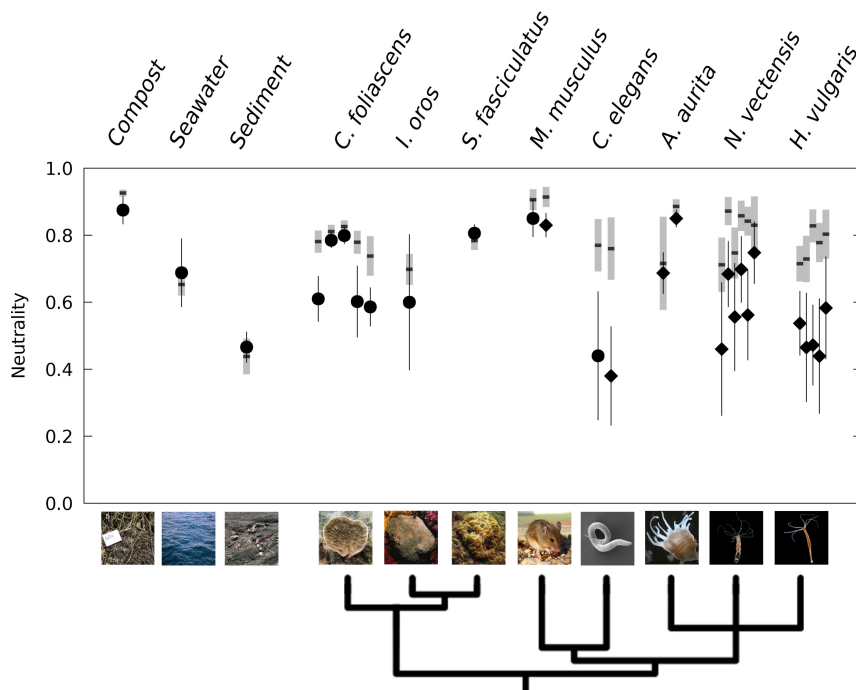 Compost
Seawater
Sediment
C. foliascens
I. oros
S. fasciculatus
M. musculus
C. elegans
A. aurita
N. vectensis
H. vulgaris
Neutrality
1.0
0.8
0.6
0.4
0.2
0.0